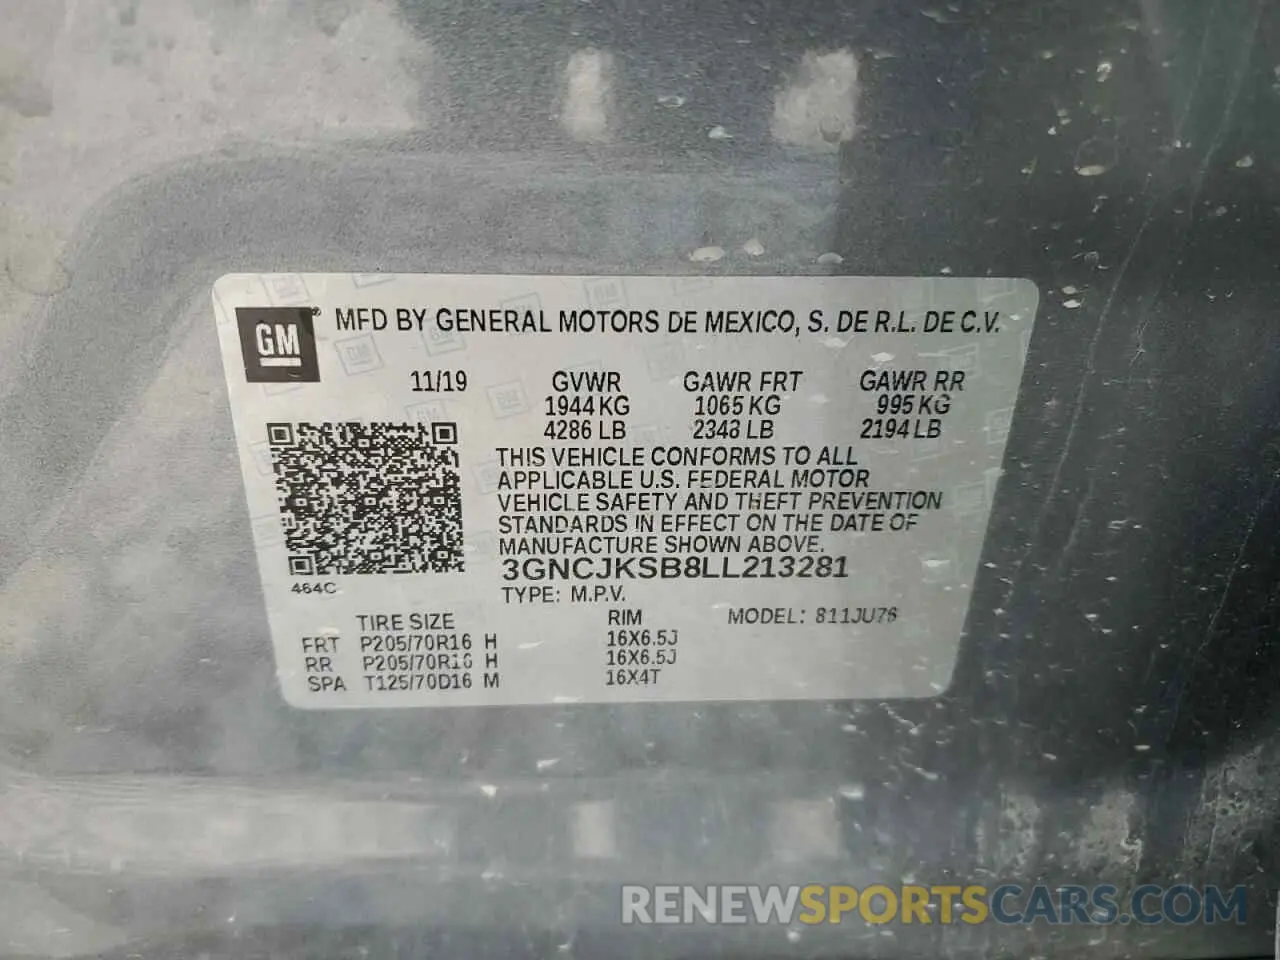 GM
MFD BY GENERAL MOTORS DE MEXICO, S. DE R.L. DE C.V.
11/19 GVWR GAWR FRT GAWR RR
1944 KG 1065 KG 995 KG
4286 LB 2348 LB 2194 LB
THIS VEHICLE CONFORMS TO ALL
APPLICABLE U.S. FEDERAL MOTOR
VEHICLE SAFETY AND THEFT PREVENTION
STANDARDS IN EFFECT ON THE DATE OF
MANUFACTURE SHOWN ABOVE.
3GNCJKSB8LL213281
464C
TYPE: M.P.V.
TIRE SIZE RIM MODEL: 811JU76
FRT P205/70R16 H 16X6.5J
RR P205/70R16 H 16X6.5J
SPA T125/70D16 M 16X4T
RENEWSPORTSCARS.COM